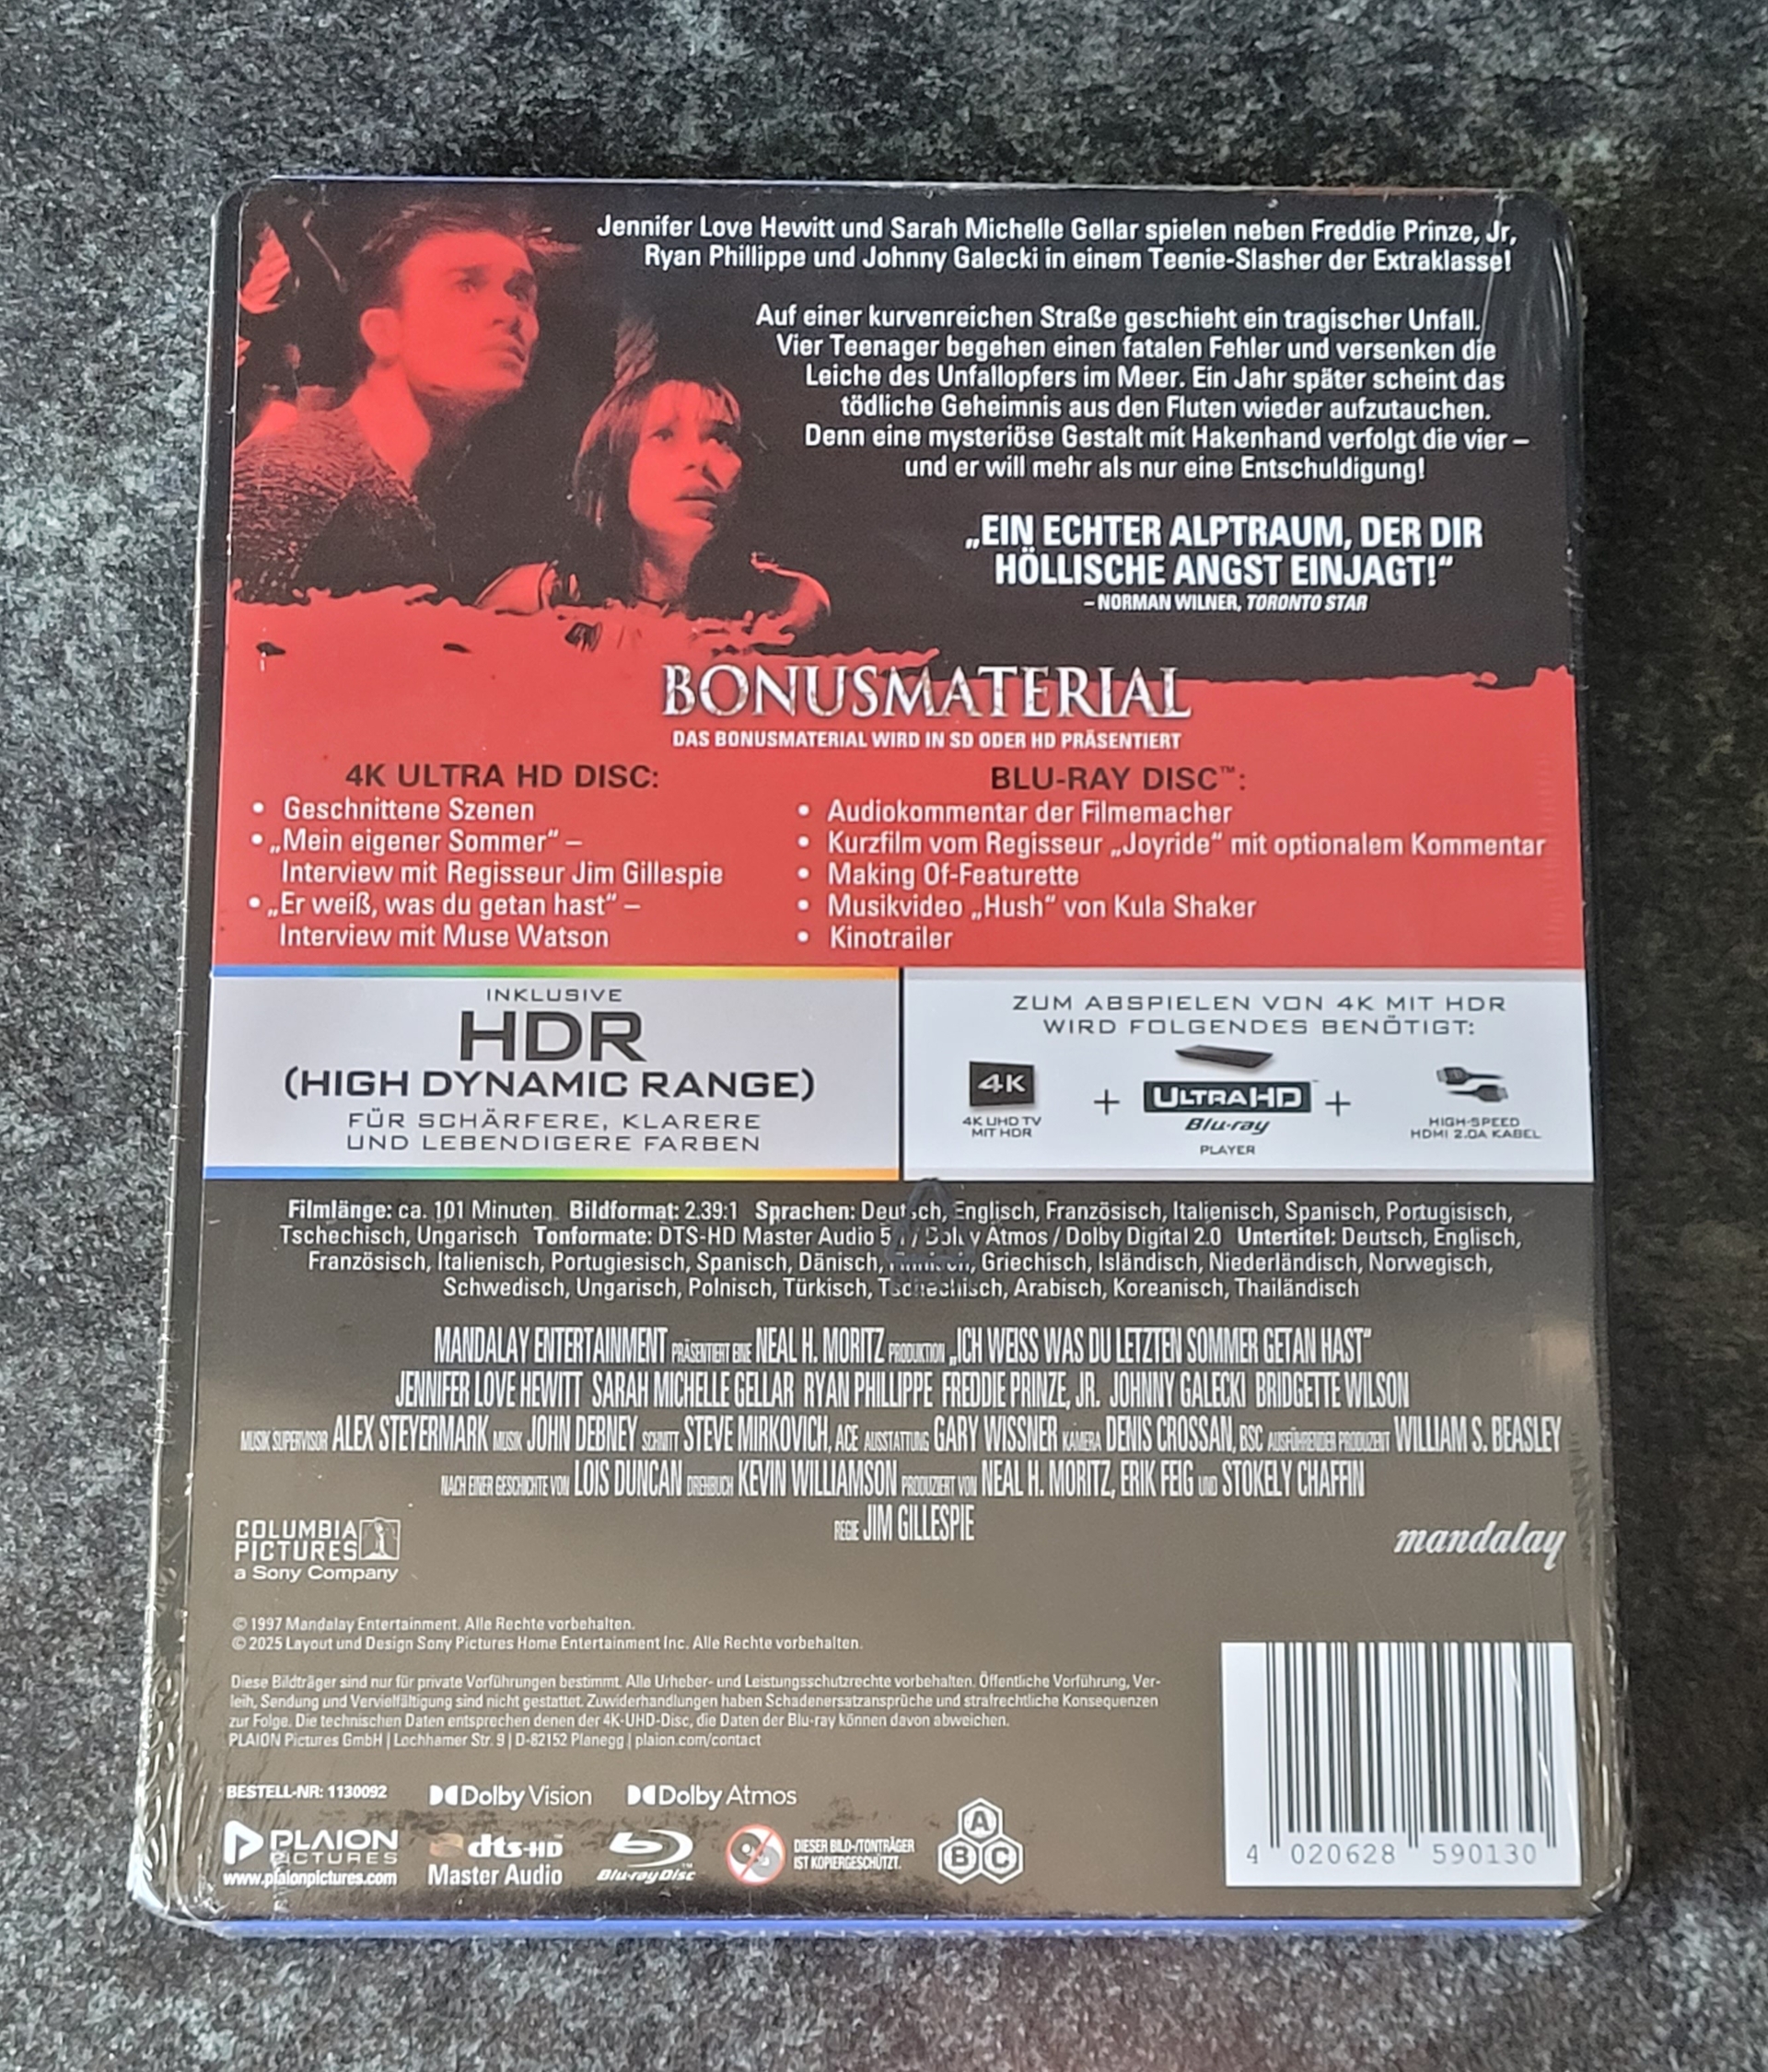 Jennifer Love Hewitt und Sarah Michelle Gellar spielen neben Freddie Prinze, Jr,
Ryan Phillippe und Johnny Galecki in einem Teenie-Slasher der Extraklasse!
Auf einer kurvenreichen Straße geschieht ein tragischer Unfall.
Vier Teenager begehen einen fatalen Fehler und versenken die
Leiche des Unfallopfers im Meer. Ein Jahr später scheint das
tödliche Geheimnis aus den Fluten wieder aufzutauchen.
Denn eine mysteriöse Gestalt mit Hakenhand verfolgt die vier –
und er will mehr als nur eine Entschuldigung!
„EIN ECHTER ALPTRAUM, DER DIR
HÖLLISCHE ANGST EINJAGT!“
– NORMAN WILNER, TORONTO STAR
BONUSMATERIAL
DAS BONUSMATERIAL WIRD IN SD ODER HD PRÄSENTIERT
4K ULTRA HD DISC:
• Geschnittene Szenen
• „Mein eigener Sommer“ –
Interview mit Regisseur Jim Gillespie
• „Er weiß, was du getan hast“ –
Interview mit Muse Watson
BLU-RAY DISC™:
• Audiokommentar der Filmemacher
• Kurzfilm vom Regisseur „Joyride“ mit optionalem Kommentar
• Making Of-Featurette
• Musikvideo „Hush“ von Kula Shaker
• Kinotrailer
INKLUSIVE
HDR
(HIGH DYNAMIC RANGE)
FÜR SCHÄRFERE, KLARERE
UND LEBENDIGERE FARBEN
ZUM ABSPIELEN VON 4K MIT HDR
WIRD FOLGENDES BENÖTIGT:
4K
4K UHD TV
MIT HDR
+
ULTRA HD
Blu-ray
PLAYER
+
HIGH-SPEED
HDMI 2.0A KABEL
Filmlänge: ca. 101 Minuten Bildformat: 2.39:1 Sprachen: Deutsch, Englisch, Französisch, Italienisch, Spanisch, Portugisisch,
Tschechisch, Ungarisch Tonformate: DTS-HD Master Audio / Dolby Atmos / Dolby Digital 2.0 Untertitel: Deutsch, Englisch,
Französisch, Italienisch, Portugiesisch, Spanisch, Dänisch, Griechisch, Isländisch, Niederländisch, Norwegisch,
Schwedisch, Ungarisch, Polnisch, Türkisch, Tschechisch, Arabisch, Koreanisch, Thailändisch
MANDALAY ENTERTAINMENT PRÄSENTIERT EINE NEAL H. MORITZ PRODUKTION „ICH WEISS WAS DU LETZTEN SOMMER GETAN HAST“
JENNIFER LOVE HEWITT SARAH MICHELLE GELLAR RYAN PHILLIPPE FREDDIE PRINZE, JR. JOHNNY GALECKI BRIDGETTE WILSON
MUSIK SUPERVISOR ALEX STEYERMARK MUSIK JOHN DEBNEY SCHNITT STEVE MIRKOVICH, ACE AUSSTATTUNG GARY WISSNER KAMERA DENIS CROSSAN, BSC AUSFÜHRENDER PRODUZENT WILLIAM S. BEASLEY
NACH EINER GESCHICHTE VON LOIS DUNCAN DREHBUCH KEVIN WILLIAMSON PRODUZIERT VON NEAL H. MORITZ, ERIK FEIG UND STOKELY CHAFFIN
REGIE JIM GILLESPIE
COLUMBIA
PICTURES
a Sony Company
mandalay
© 1997 Mandalay Entertainment. Alle Rechte vorbehalten.
© 2025 Layout und Design Sony Pictures Home Entertainment Inc. Alle Rechte vorbehalten.
Diese Bildträger sind nur für private Vorführungen bestimmt. Alle Urheber- und Leistungsschutzrechte vorbehalten. Öffentliche Vorführung, Ver-
leih, Sendung und Vervielfältigung sind nicht gestattet. Zuwiderhandlungen haben Schadenersatzansprüche und strafrechtliche Konsequenzen
zur Folge. Die technischen Daten entsprechen denen der 4K-UHD-Disc, die Daten der Blu-ray können davon abweichen.
PLAION Pictures GmbH | Lochhamer Str. 9 | D-82152 Planegg | plaion.com/contact
BESTELL-NR: 1130092
Dolby Vision
Dolby Atmos
PLAION
PICTURES
www.plaionpictures.com
dts-HD
Master Audio
Blu-ray Disc™
DIESER BILD-/TONTRÄGER
IST KOPIERGESCHÜTZT.
A
B C
4 020628 590130